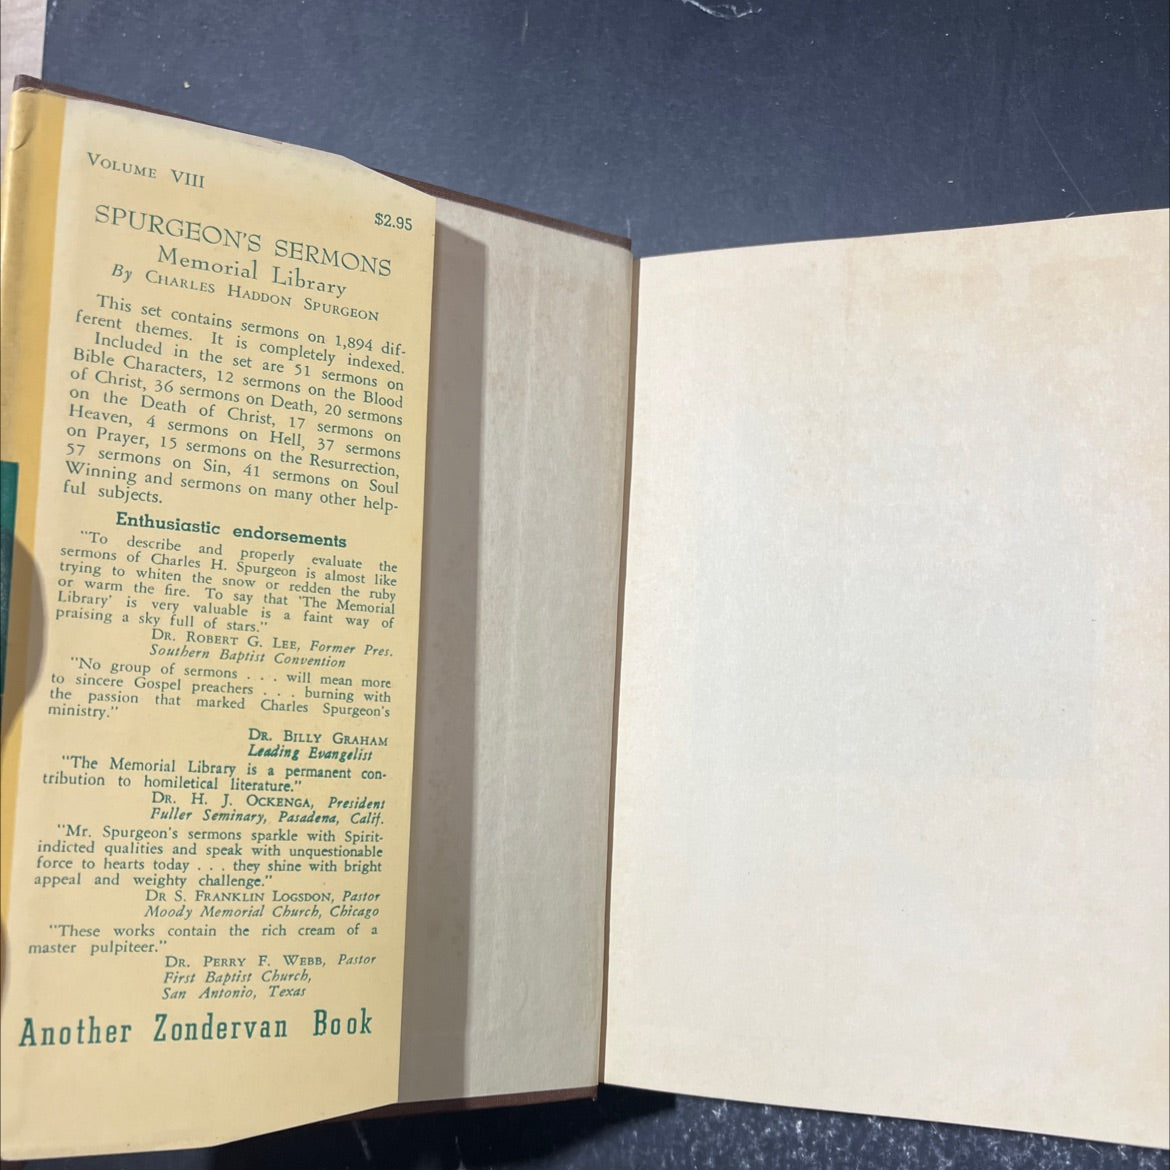 VOLUME VIII
$2.95
SPURGEON'S SERMONS
Memorial Library
By CHARLES HADDON SPURGEON
This set contains sermons on 1,894 dif-
ferent themes. It is completely indexed.
Included in the set are 51 sermons on
Bible Characters, 12 sermons on the Blood
of Christ, 36 sermons on Death, 20 sermons
on the Death of Christ, 17 sermons on
Heaven, 4 sermons on Hell, 37 sermons
on Prayer, 15 sermons on the Resurrection,
57 sermons on Sin, 41 sermons on Soul
Winning and sermons on many other help-
ful subjects.
Enthusiastic endorsements
"To describe and properly evaluate the
sermons of Charles H. Spurgeon is almost like
trying to whiten the snow or redden the ruby
or warm the fire. To say that 'The Memorial
Library' is very valuable is a faint way of
praising a sky full of stars."
DR. ROBERT G. LEE, Former Pres.
Southern Baptist Convention
"No group of sermons . . . will mean more
to sincere Gospel preachers . . . burning with
the passion that marked Charles Spurgeon's
ministry."
DR. BILLY GRAHAM
Leading Evangelist
"The Memorial Library is a permanent con-
tribution to homiletical literature."
DR. H. J. OCKENGA, President
Fuller Seminary, Pasadena, Calif.
"Mr. Spurgeon's sermons sparkle with Spirit-
indicted qualities and speak with unquestionable
force to hearts today . . . they shine with bright
appeal and weighty challenge."
DR S. FRANKLIN LOGSDON, Pastor
Moody Memorial Church, Chicago
"These works contain the rich cream of a
master pulpiteer."
DR. PERRY F. WEBB, Pastor
First Baptist Church,
San Antonio, Texas
Another Zondervan Book